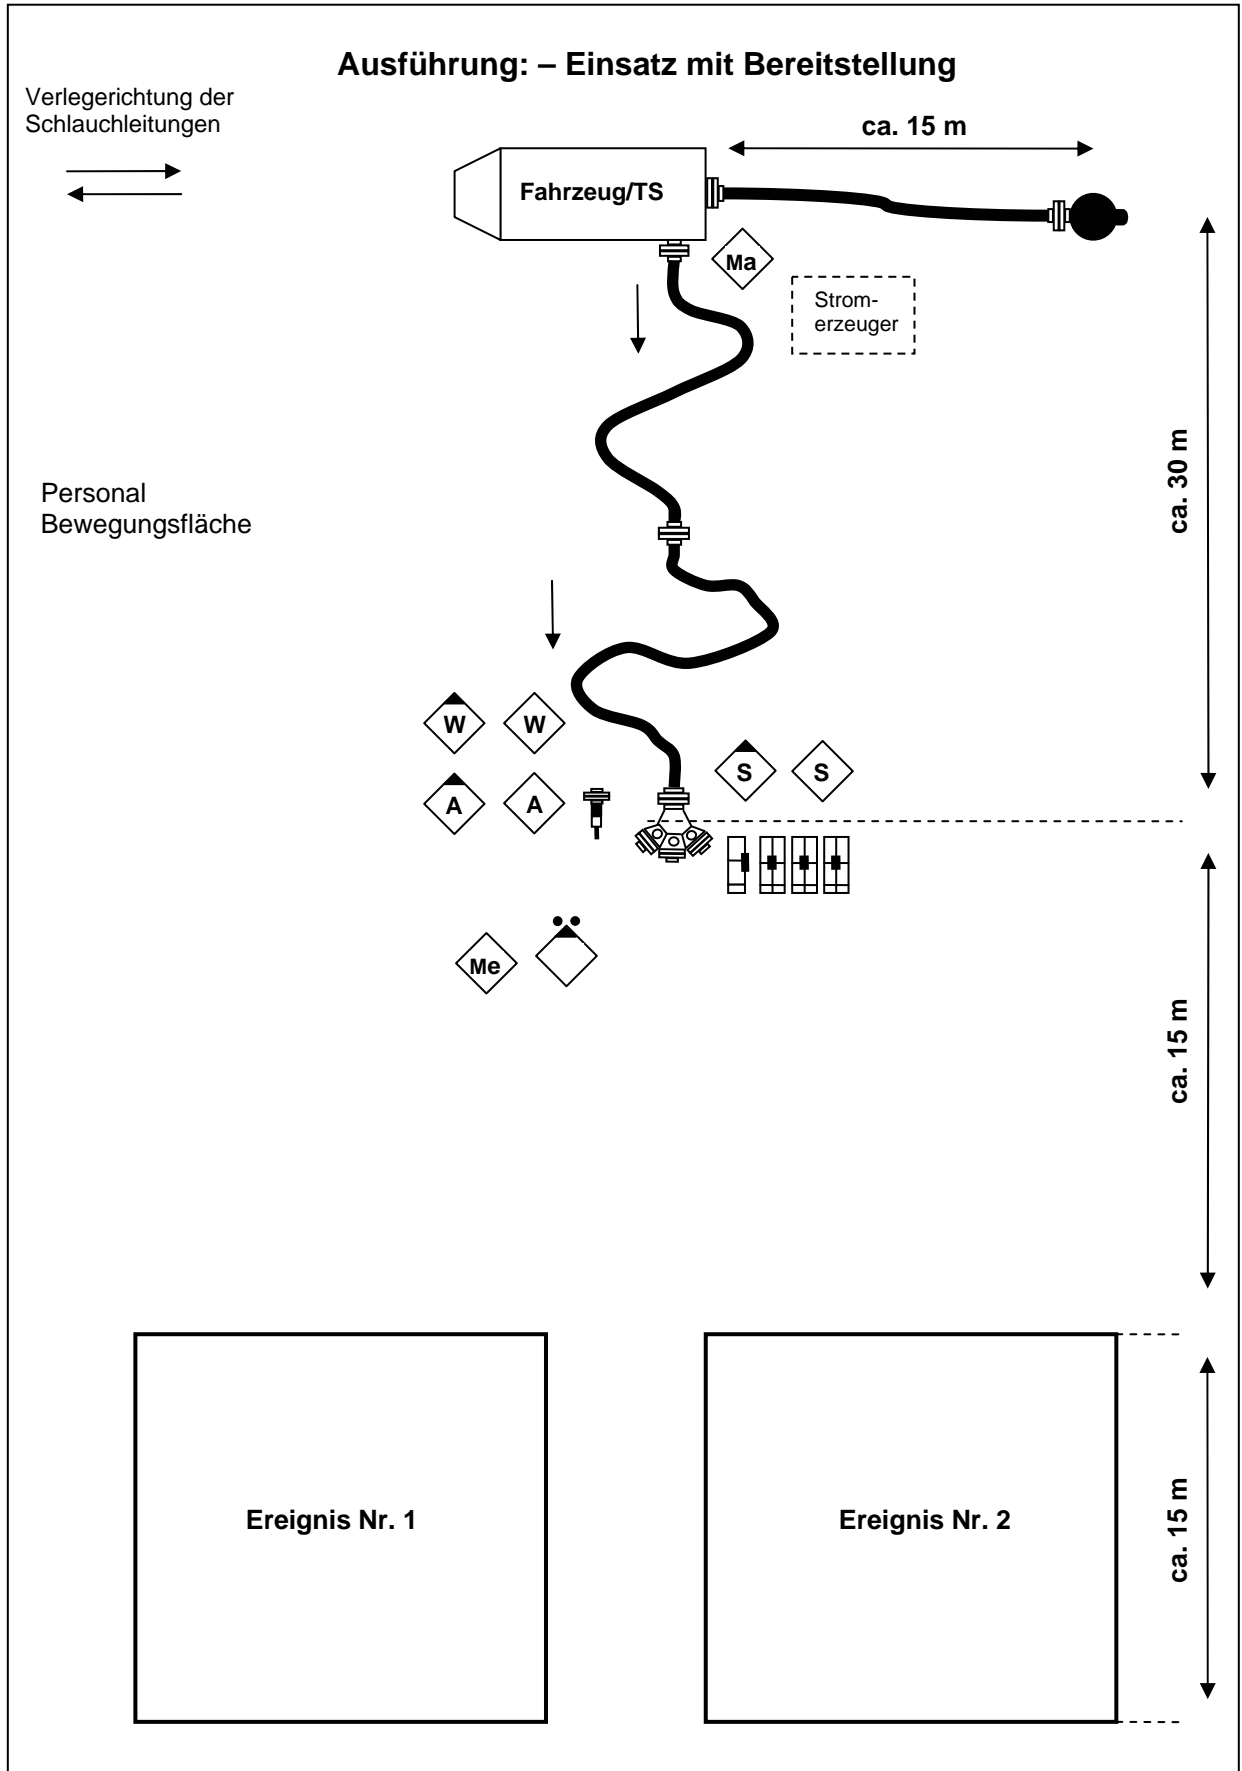 Ausführung: – Einsatz mit Bereitstellung
Verlegerichtung der
Schlauchleitungen
ca. 15 m
Fahrzeug/TS
Ma
Strom-
erzeuger
ca. 30 m
Personal
Bewegungsfläche
W
W
S
S
A
A
Me
ca. 15 m
Ereignis Nr. 1
Ereignis Nr. 2
ca. 15 m